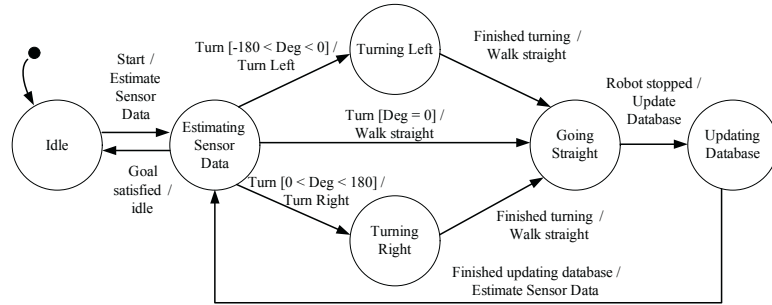 Idle
Start /
Estimate
Sensor
Data
Goal
satisfied /
idle
Estimating
Sensor
Data
Turn [-180 < Deg < 0] /
Turn Left
Turning Left
Finished turning /
Walk straight
Turn [Deg = 0] /
Walk straight
Turn [0 < Deg < 180] /
Turn Right
Turning
Right
Finished turning /
Walk straight
Going
Straight
Robot stopped /
Update
Database
Updating
Database
Finished updating database /
Estimate Sensor Data